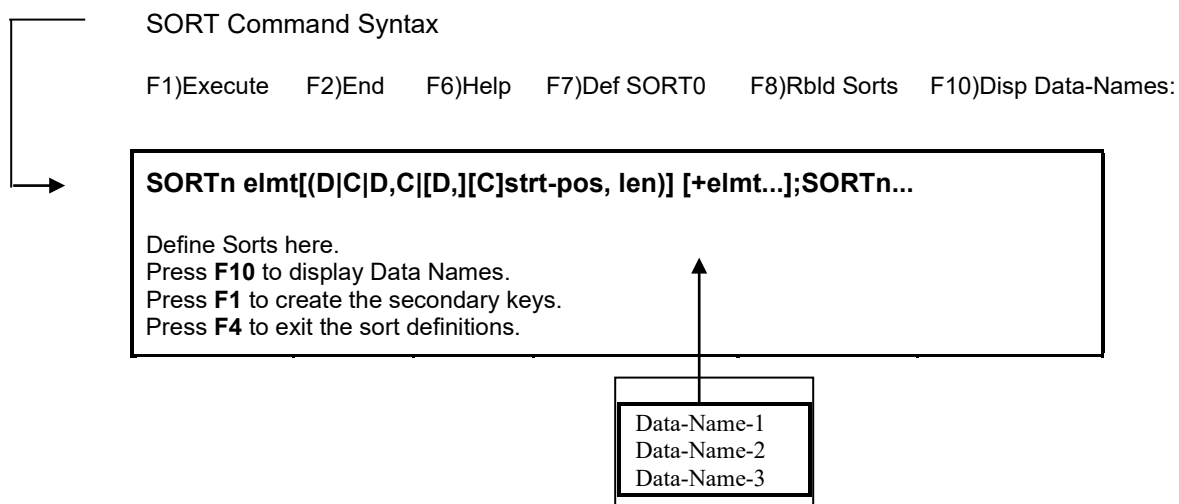 SORT Command Syntax
F1)Execute F2)End F6)Help F7)Def SORT0 F8)Rbld Sorts F10)Disp Data-Names:
SORTn elmt[(D|C|D,C|[D,][C]strt-pos, len)] [+elmt...];SORTn...
Define Sorts here.
Press F10 to display Data Names.
Press F1 to create the secondary keys.
Press F4 to exit the sort definitions.
Data-Name-1
Data-Name-2
Data-Name-3